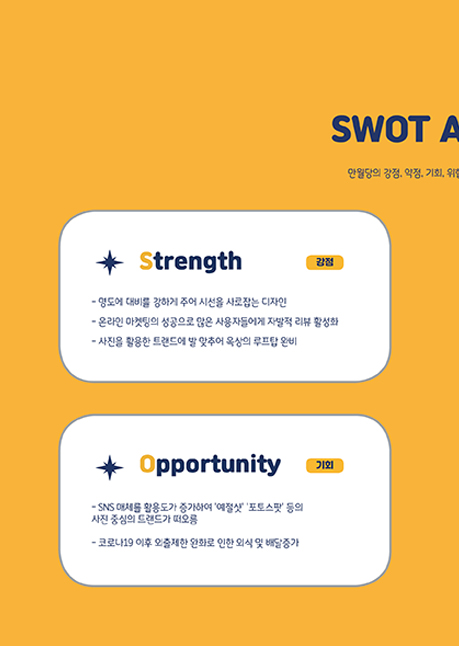 SWOT A
만월당의 강점, 약점, 기회, 위협
Strength
강점
- 명도에 대비를 강하게 주어 시선을 사로잡는 디자인
- 온라인 마켓팅의 성공으로 많은 사용자들에게 자발적 리뷰 활성화
- 사진을 활용한 트랜드에 발 맞추어 옥상의 루프탑 완비
Opportunity
기회
- SNS 매체를 활용도가 증가하여 '예절샷' '포토스팟' 등의
사진 중심의 트랜드가 떠오름
- 코로나19 이후 외출제한 완화로 인한 외식 및 배달증가